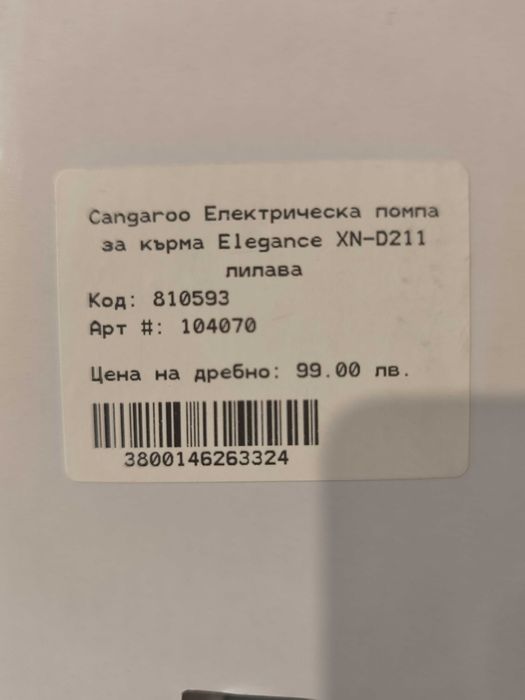 Cangaroo Електрическа помпа
за кърма Elegance XN-D211
лилава
Код: 810593
Арт #: 104070
Цена на дребно: 99.00 лв.
3800146263324